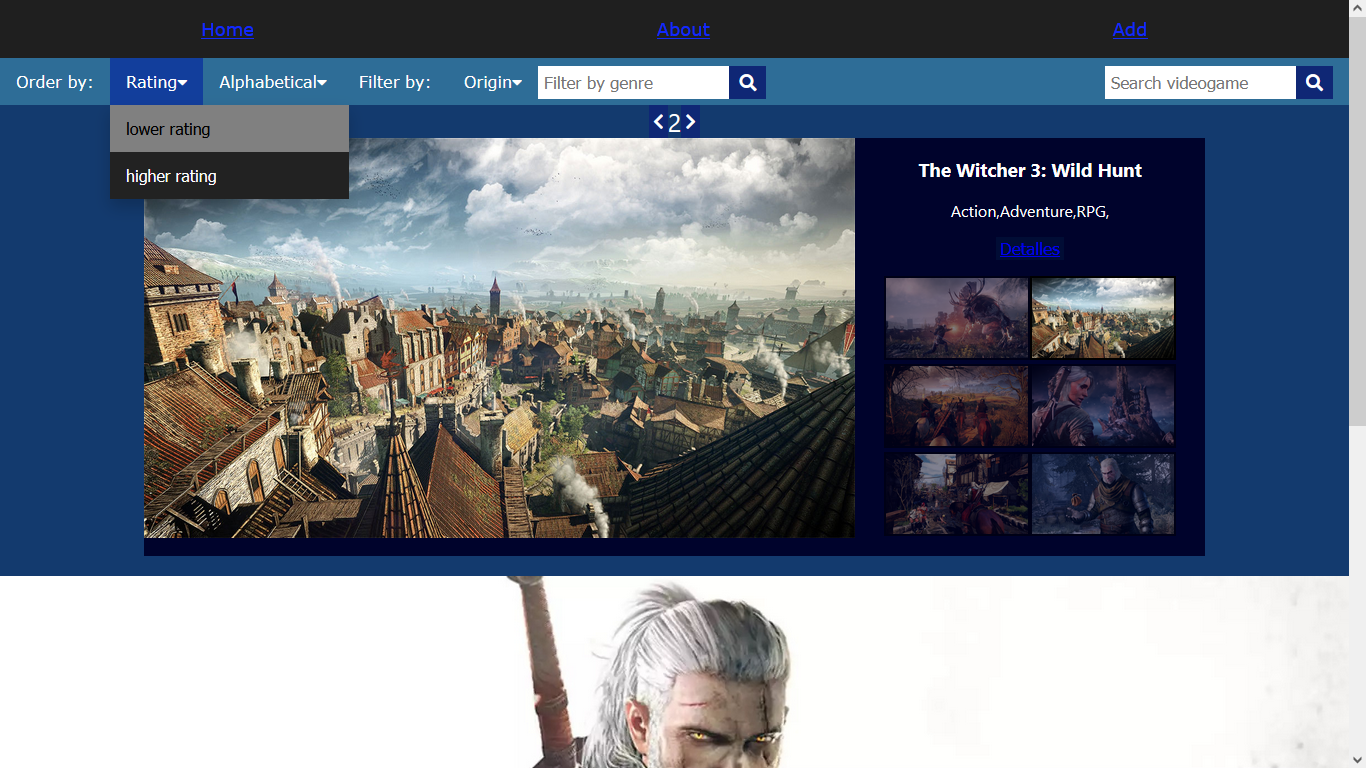 Home About Add
Order by: Rating Alphabetical Filter by: Origin Filter by genre Search videogame
lower rating
higher rating
2
The Witcher 3: Wild Hunt
Action,Adventure,RPG,
Detalles